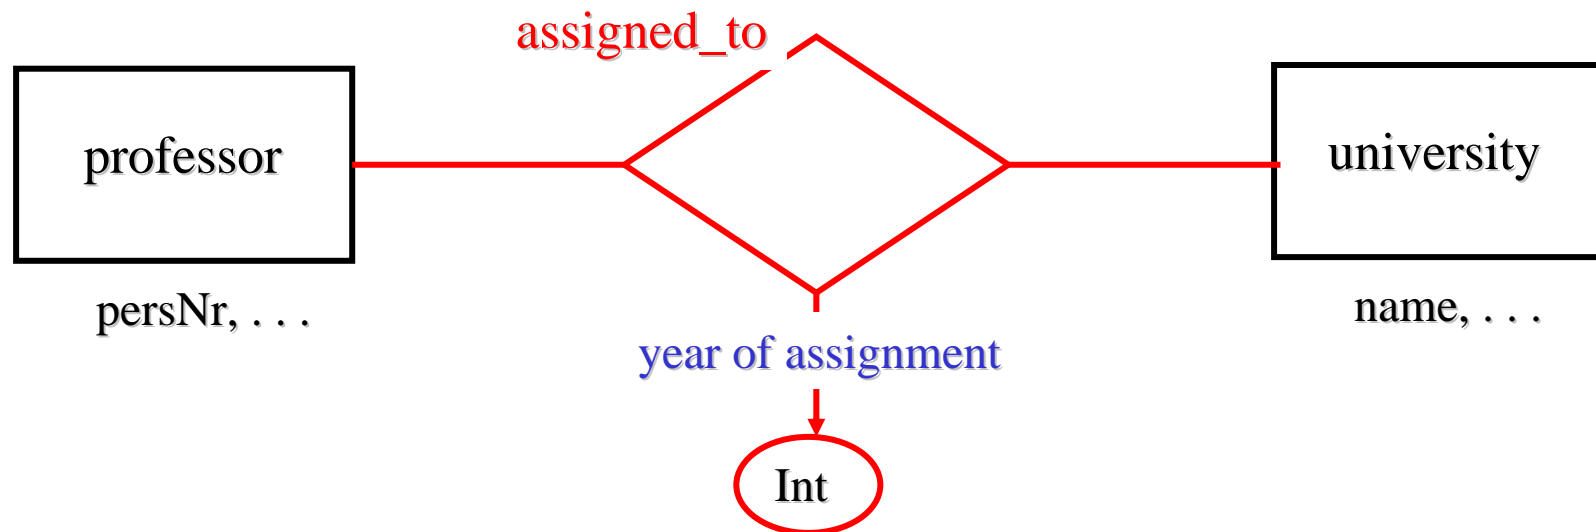 assigned_to
professor
university
persNr, . . .
name, . . .
year of assignment
Int